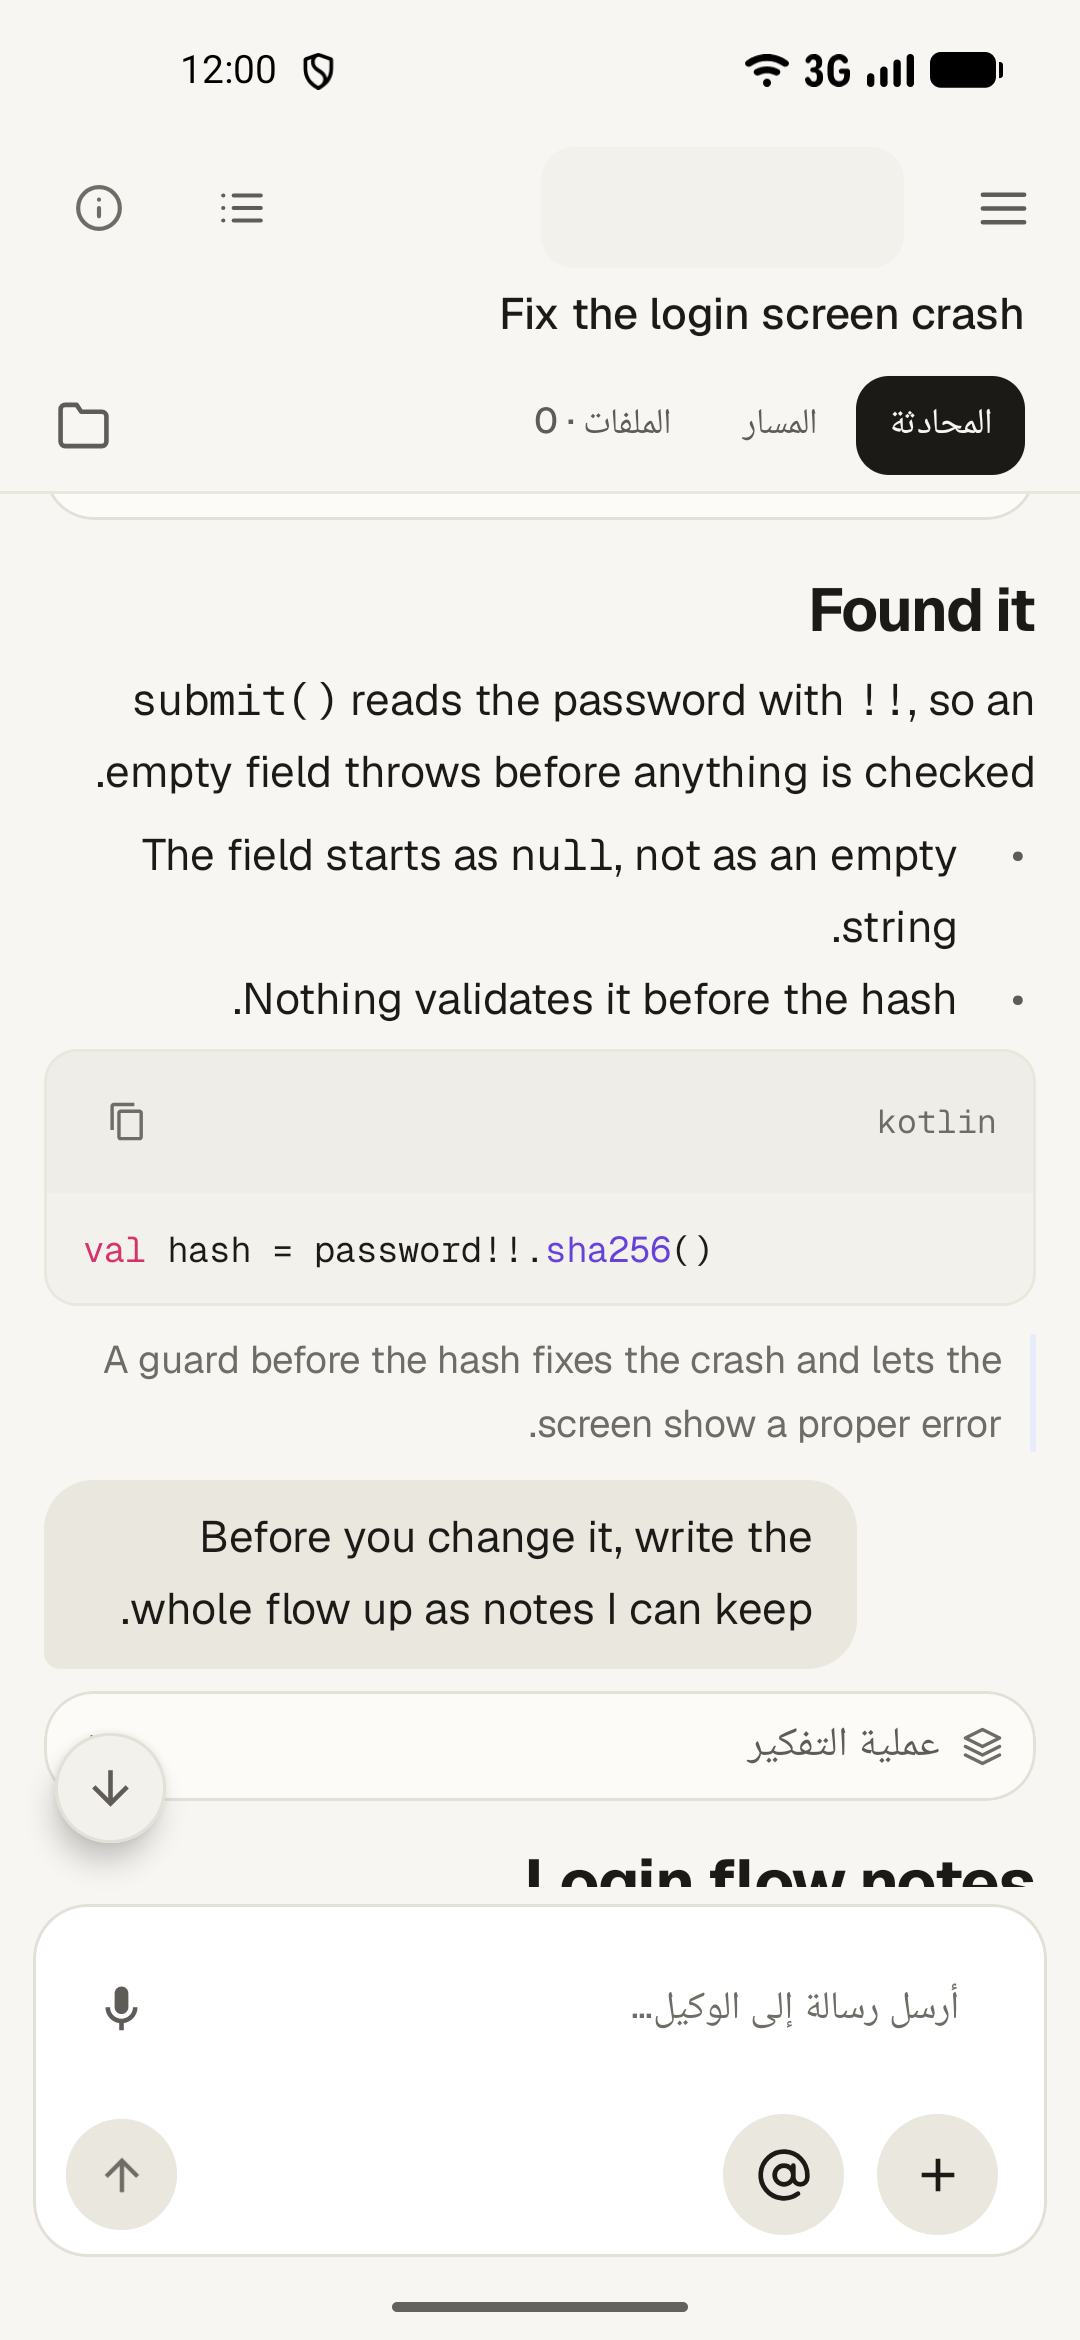 12:00
3G
Fix the login screen crash
المحادثة
المسار
الملفات · 0
Found it
submit() reads the password with !!, so an
empty field throws before anything is checked.
• The field starts as null, not as an empty
string.
• Nothing validates it before the hash.
kotlin
val hash = password!!.sha256()
A guard before the hash fixes the crash and lets the
screen show a proper error.
Before you change it, write the
whole flow up as notes I can keep.
عملية التفكير
Login flow notes
أرسل رسالة إلى الوكيل...